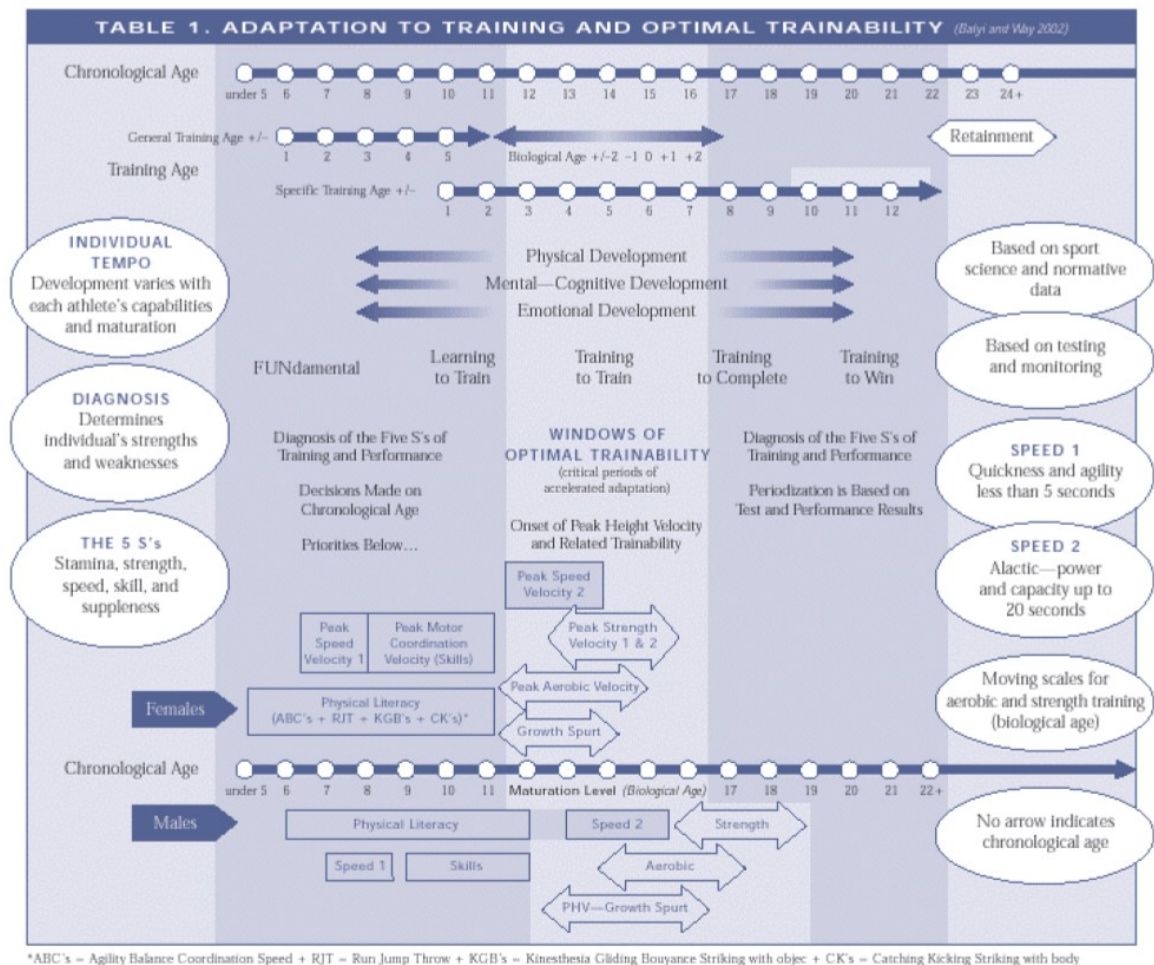 TABLE 1. ADAPTATION TO TRAINING AND OPTIMAL TRAINABILITY (Balyi and Way 2002)
Chronological Age
under 5 6 7 8 9 10 11 12 13 14 15 16 17 18 19 20 21 22 23 24+
General Training Age +/–
1 2 3 4 5
Biological Age +/–2 –1 0 +1 +2
Retainment
Training Age
Specific Training Age +/–
1 2 3 4 5 6 7 8 9 10 11 12
INDIVIDUAL
TEMPO
Development varies with
each athlete's capabilities
and maturation
Physical Development
Mental—Cognitive Development
Emotional Development
Based on sport
science and normative
data
FUNdamental
Learning
to Train
Training
to Train
Training
to Complete
Training
to Win
Based on testing
and monitoring
DIAGNOSIS
Determines
individual's strengths
and weaknesses
Diagnosis of the Five S's of
Training and Performance
Decisions Made on
Chronological Age
Priorities Below…
WINDOWS OF
OPTIMAL TRAINABILITY
(critical periods of
accelerated adaptation)
Onset of Peak Height Velocity
and Related Trainability
Diagnosis of the Five S's of
Training and Performance
Periodization is Based on
Test and Performance Results
SPEED 1
Quickness and agility
less than 5 seconds
THE 5 S's
Stamina, strength,
speed, skill, and
suppleness
SPEED 2
Alactic—power
and capacity up to
20 seconds
Peak Speed
Velocity 2
Peak
Speed
Velocity 1
Peak Motor
Coordination
Velocity (Skills)
Peak Strength
Velocity 1 & 2
Peak Aerobic Velocity
Females
Physical Literacy
(ABC's + RJT + KGB's + CK's)*
Growth Spurt
Moving scales for
aerobic and strength training
(biological age)
Chronological Age
under 5 6 7 8 9 10 11 Maturation Level (Biological Age) 17 18 19 20 21 22+
Males
Physical Literacy
Speed 2
Strength
Speed 1
Skills
Aerobic
PHV—Growth Spurt
No arrow indicates
chronological age
*ABC's – Agility Balance Coordination Speed + RJT – Run Jump Throw + KGB's – Kinesthesia Gliding Bouyance Striking with objec + CK's – Catching Kicking Striking with body